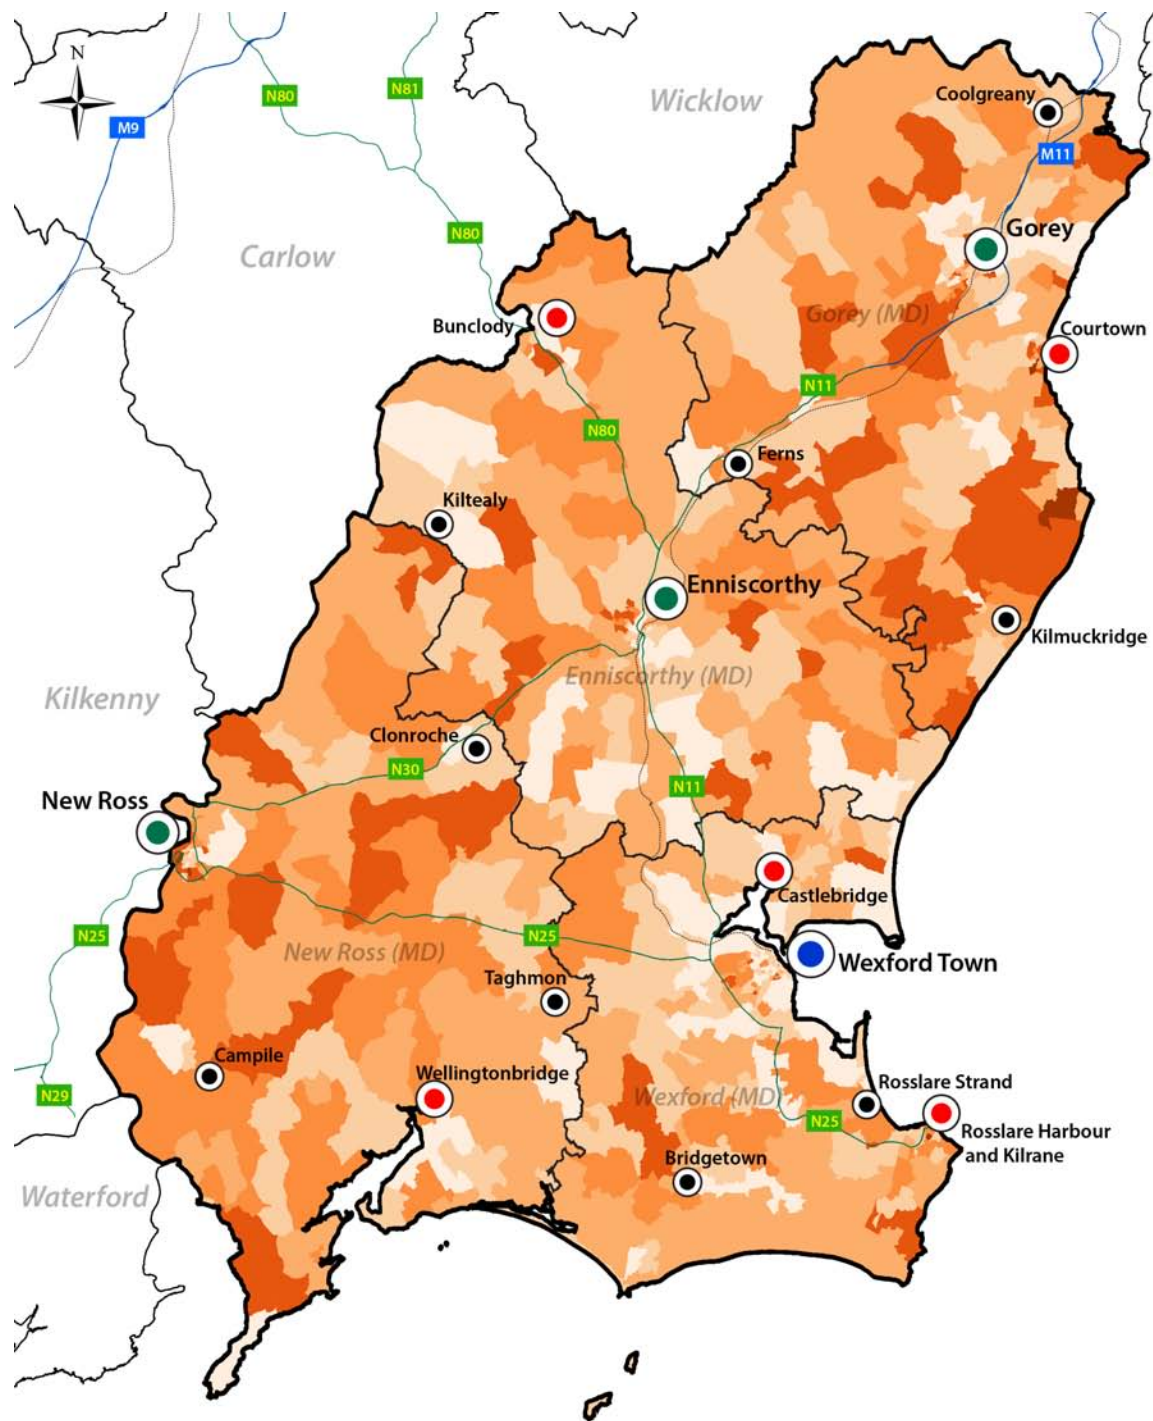 N
Wicklow
Coolgreany
N80
N81
M9
M11
Gorey
N80
Carlow
Gorey (MD)
Bunclody
Courtown
N11
N80
Ferns
Kiltealy
Enniscorthy
Kilmuckridge
Enniscorthy (MD)
Kilkenny
Clonroche
N30
N11
New Ross
Castlebridge
N25
N25
New Ross (MD)
Wexford Town
Taghmon
Campile
Wellingtonbridge
Rosslare Strand
N29
Wexford (MD)
N25
Rosslare Harbour
and Kilrane
Bridgetown
Waterford